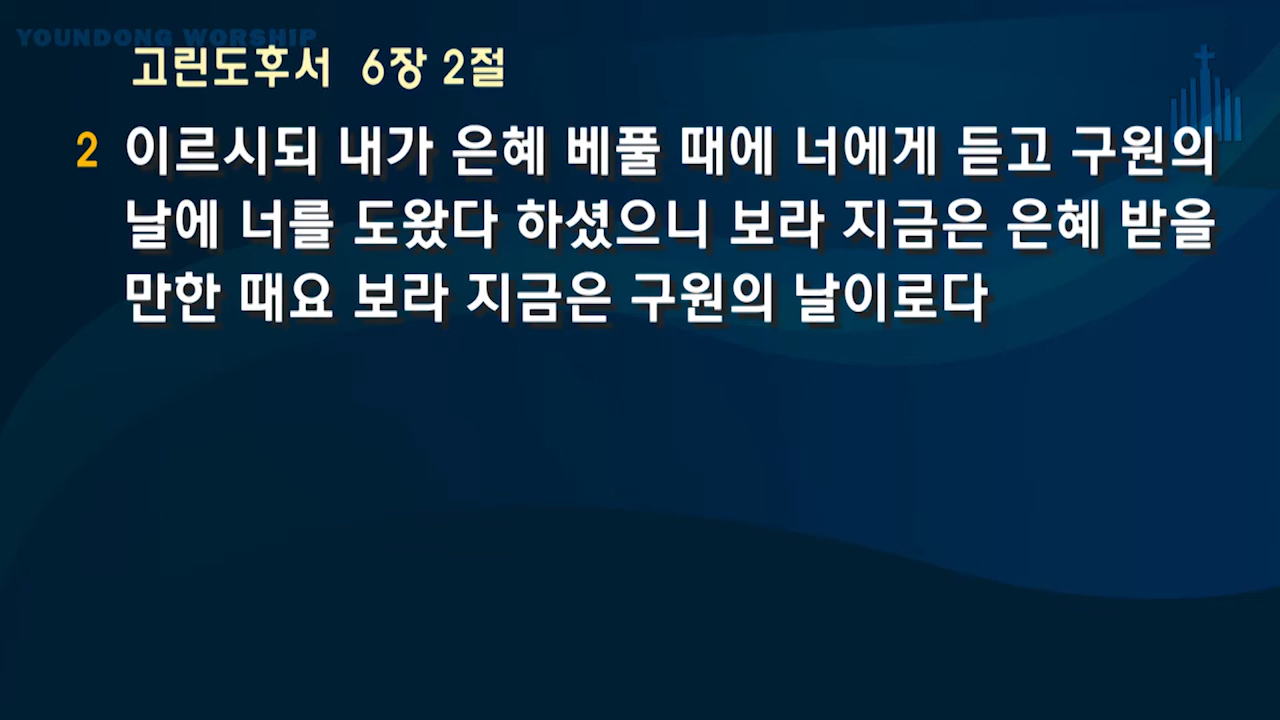 YOUNDONG WORSHIP
고린도후서 6장 2절
2 이르시되 내가 은혜 베풀 때에 너에게 듣고 구원의
날에 너를 도왔다 하셨으니 보라 지금은 은혜 받을
만한 때요 보라 지금은 구원의 날이로다